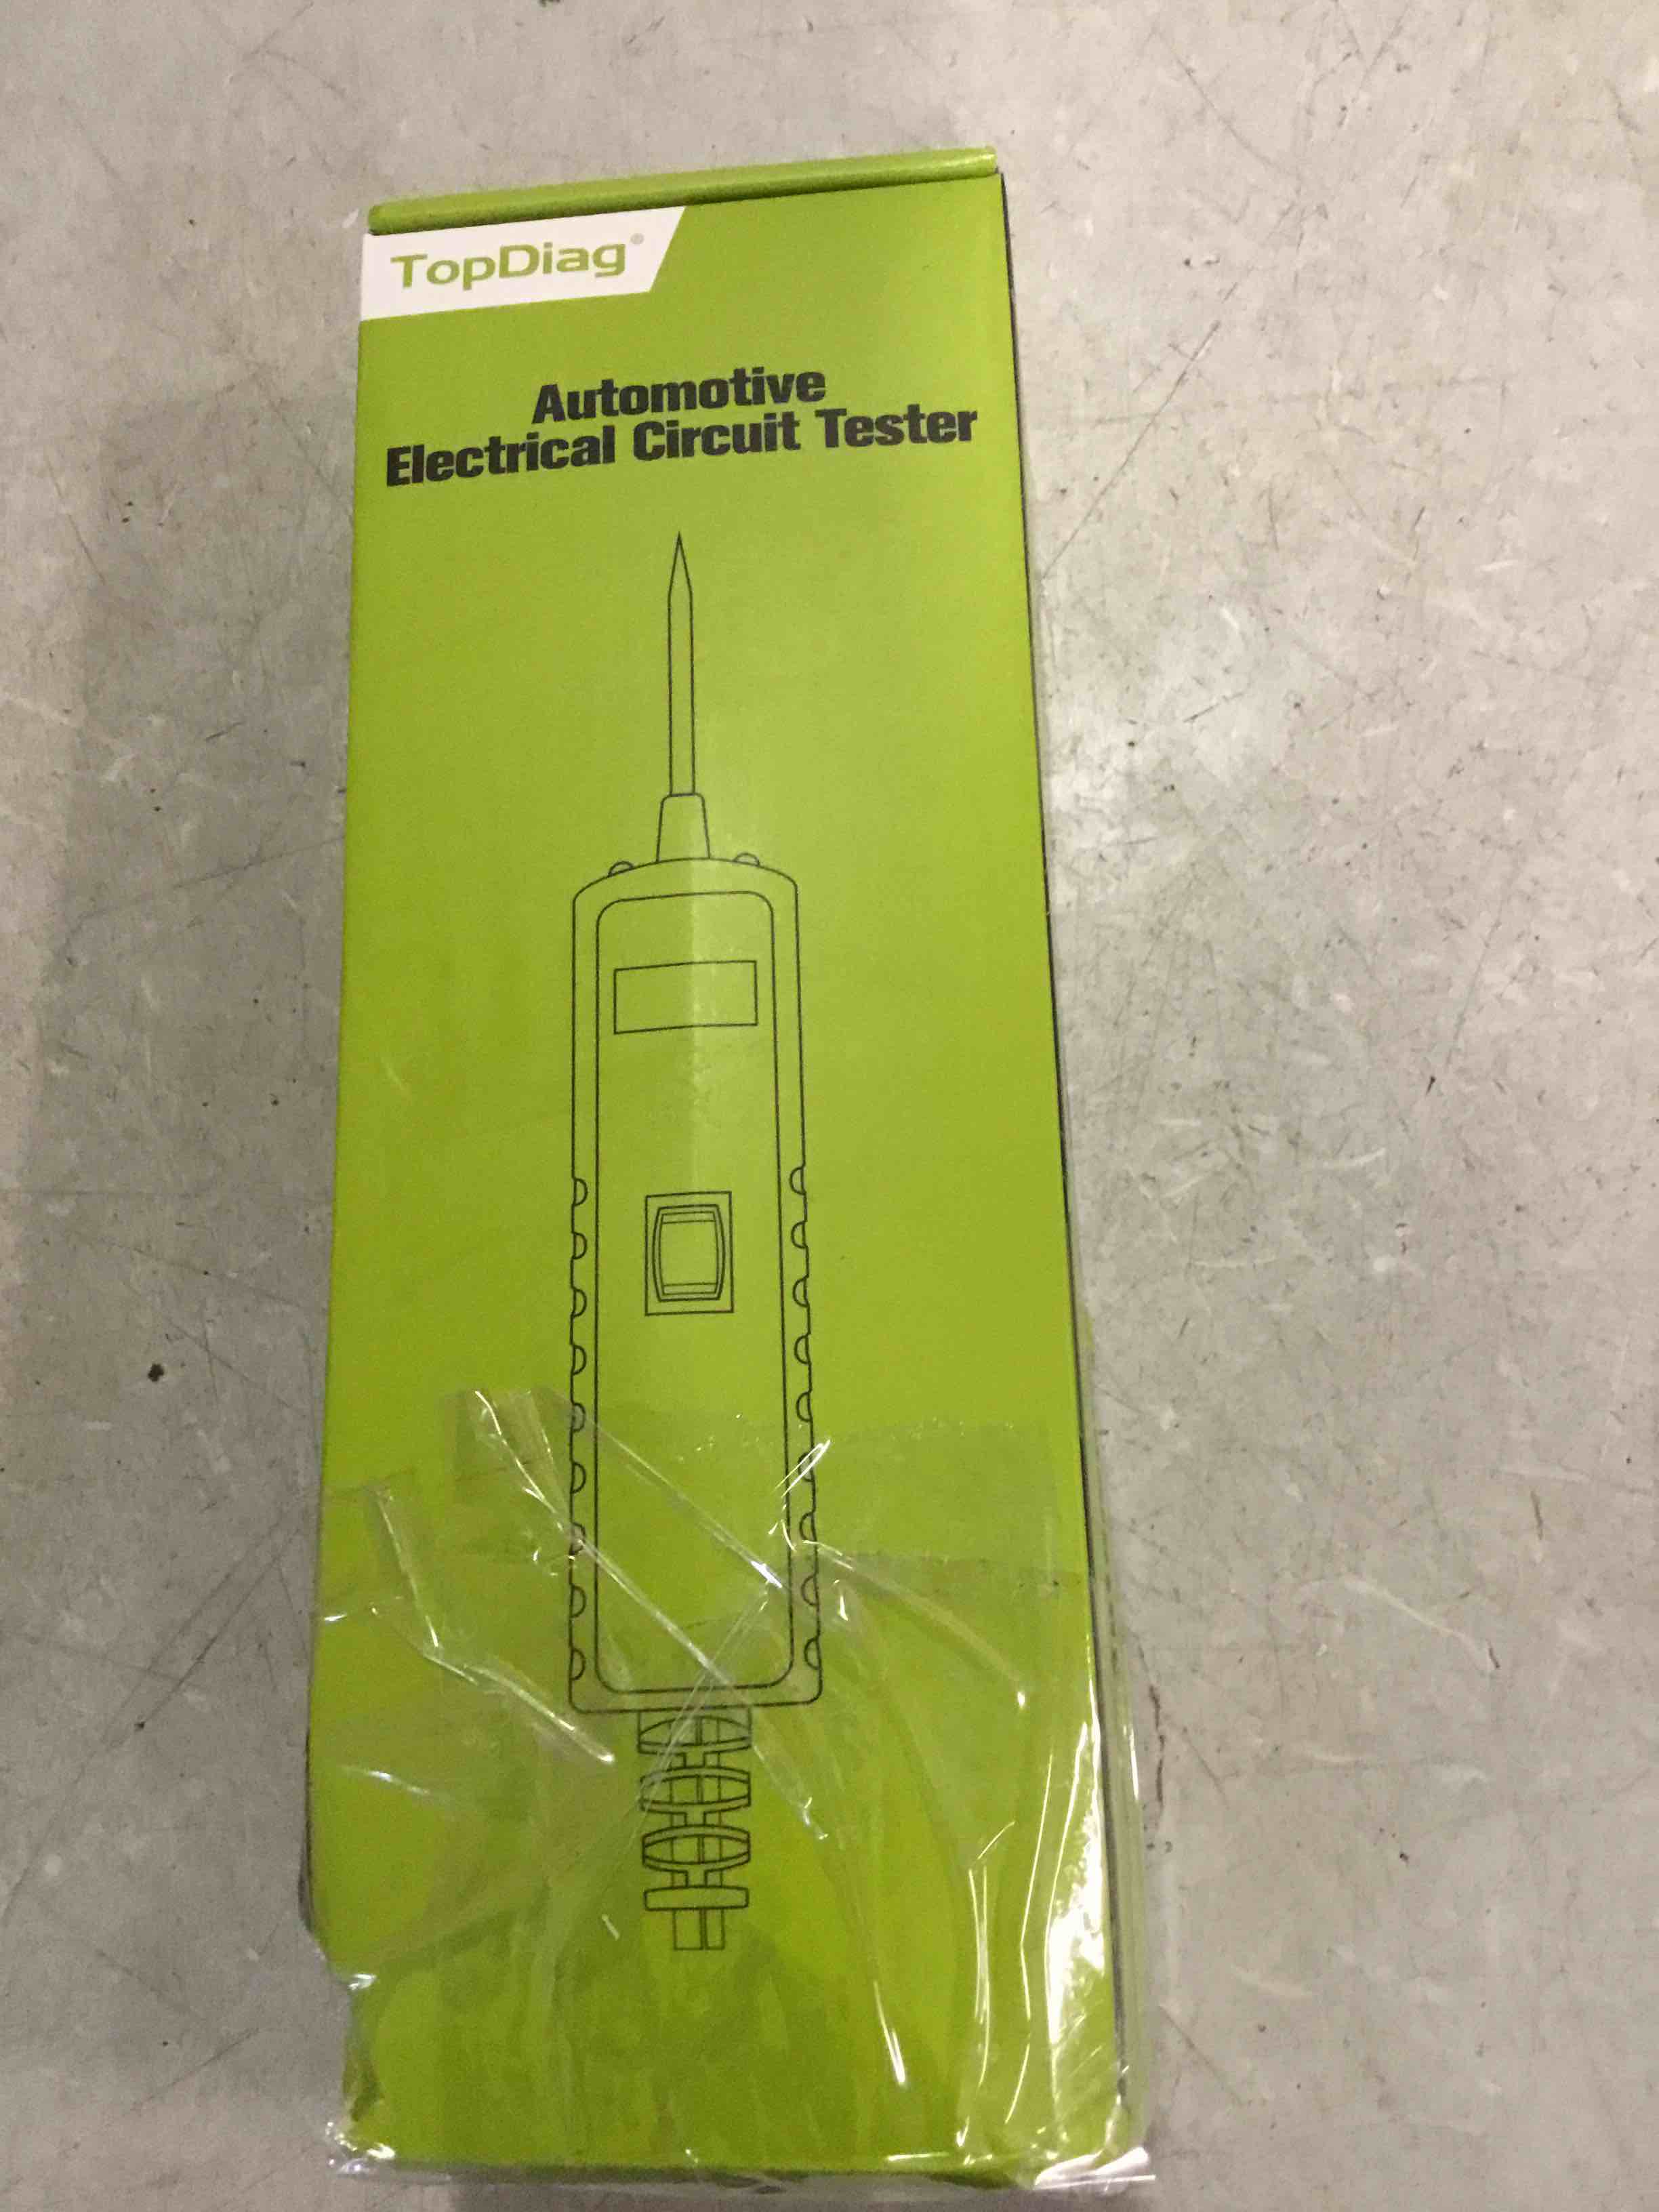 TopDiag®
Automotive
Electrical Circuit Tester